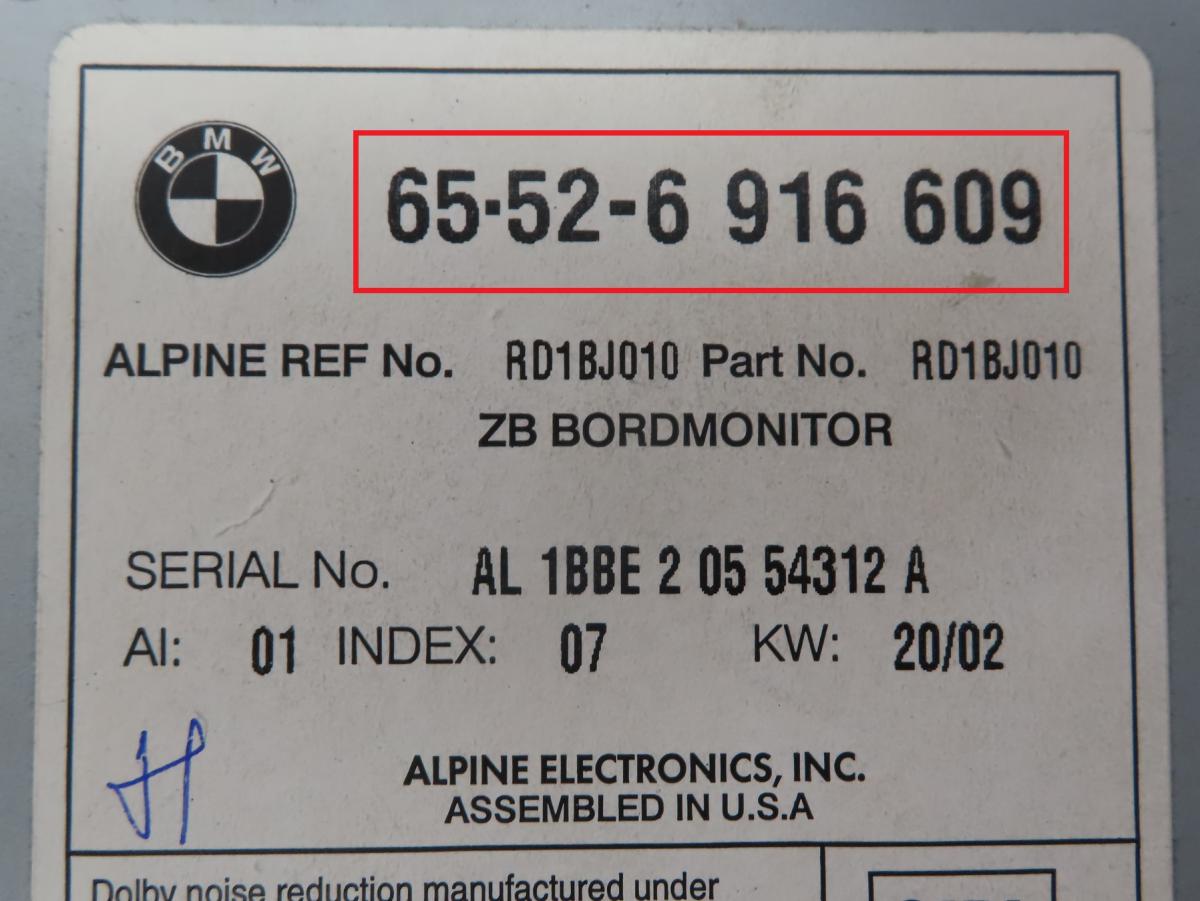 BMW
65·52-6 916 609
ALPINE REF No. RD1BJ010 Part No. RD1BJ010
ZB BORDMONITOR
SERIAL No. AL 1BBE 2 05 54312 A
AI: 01 INDEX: 07 KW: 20/02
ALPINE ELECTRONICS, INC.
ASSEMBLED IN U.S.A
Dolby noise reduction manufactured under